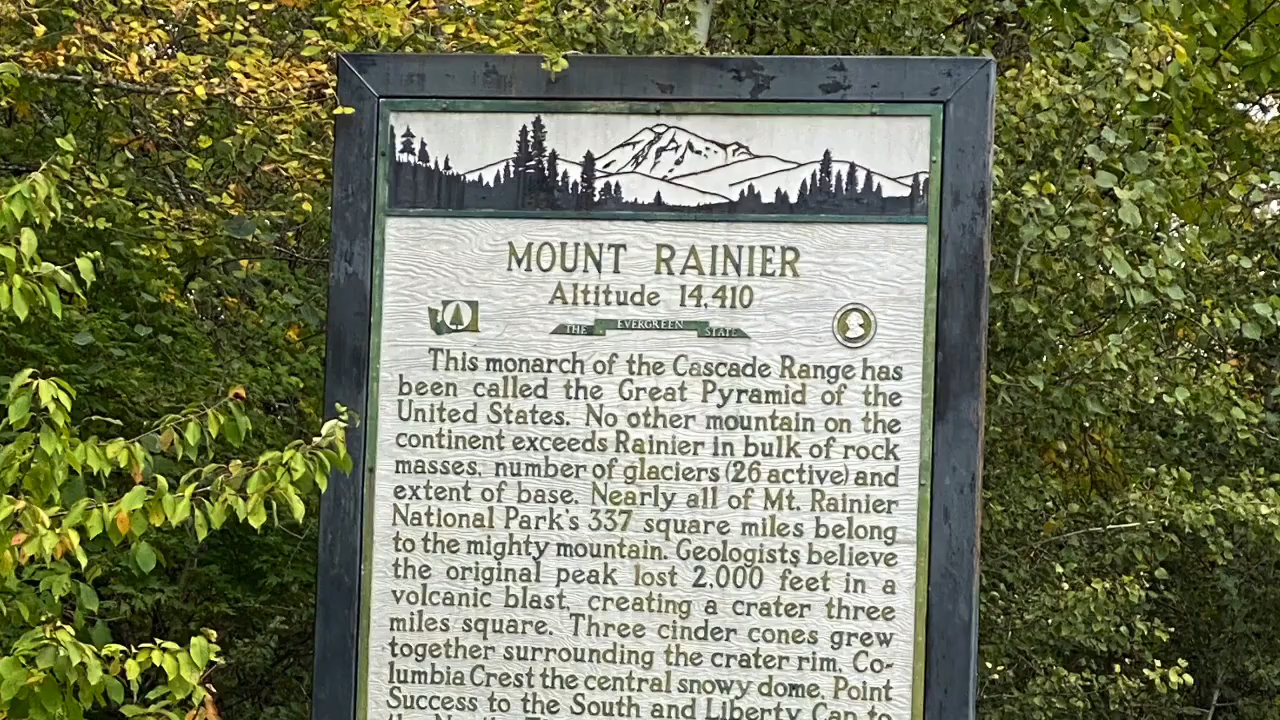 MOUNT RAINIER
Altitude 14,410
THE EVERGREEN STATE
This monarch of the Cascade Range has
been called the Great Pyramid of the
United States. No other mountain on the
continent exceeds Rainier in bulk of rock
masses, number of glaciers (26 active) and
extent of base. Nearly all of Mt. Rainier
National Park's 337 square miles belong
to the mighty mountain. Geologists believe
the original peak lost 2,000 feet in a
volcanic blast, creating a crater three
miles square. Three cinder cones grew
together surrounding the crater rim, Co-
lumbia Crest the central snowy dome, Point
Success to the South and Liberty Cap to
the North